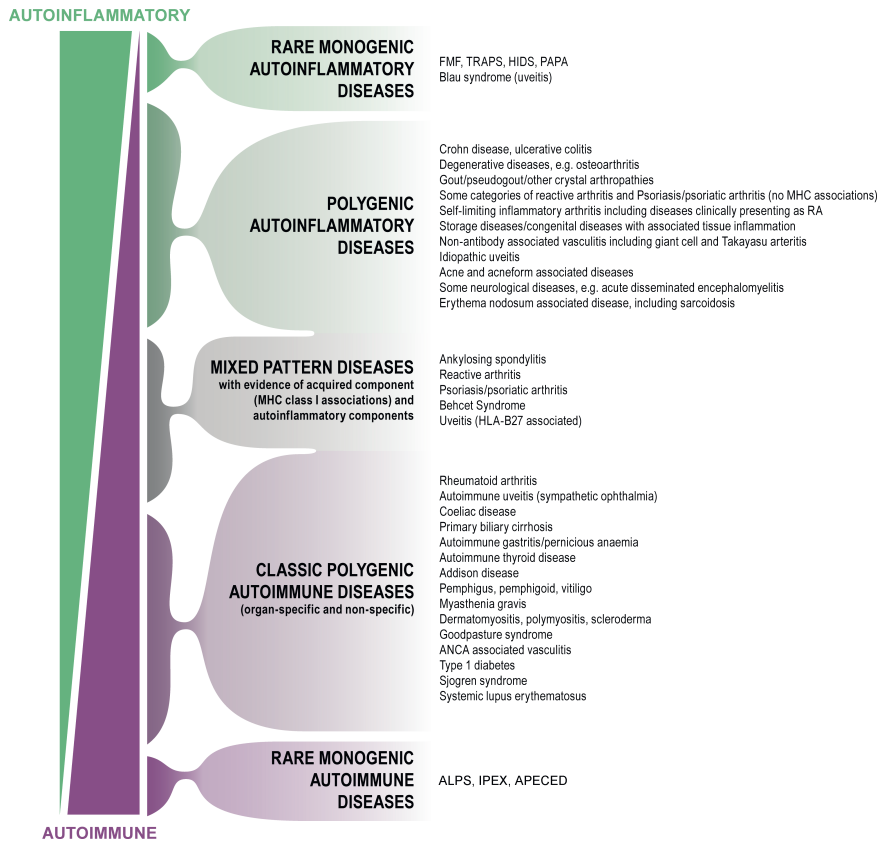 AUTOINFLAMMATORY
RARE MONOGENIC
AUTOINFLAMMATORY
DISEASES
FMF, TRAPS, HIDS, PAPA
Blau syndrome (uveitis)
POLYGENIC
AUTOINFLAMMATORY
DISEASES
Crohn disease, ulcerative colitis
Degenerative diseases, e.g. osteoarthritis
Gout/pseudogout/other crystal arthropathies
Some categories of reactive arthritis and Psoriasis/psoriatic arthritis (no MHC associations)
Self-limiting inflammatory arthritis including diseases clinically presenting as RA
Storage diseases/congenital diseases with associated tissue inflammation
Non-antibody associated vasculitis including giant cell and Takayasu arteritis
Idiopathic uveitis
Acne and acneform associated diseases
Some neurological diseases, e.g. acute disseminated encephalomyelitis
Erythema nodosum associated disease, including sarcoidosis
MIXED PATTERN DISEASES
with evidence of acquired component
(MHC class I associations) and
autoinflammatory components
Ankylosing spondylitis
Reactive arthritis
Psoriasis/psoriatic arthritis
Behcet Syndrome
Uveitis (HLA-B27 associated)
CLASSIC POLYGENIC
AUTOIMMUNE DISEASES
(organ-specific and non-specific)
Rheumatoid arthritis
Autoimmune uveitis (sympathetic ophthalmia)
Coeliac disease
Primary biliary cirrhosis
Autoimmune gastritis/pernicious anaemia
Autoimmune thyroid disease
Addison disease
Pemphigus, pemphigoid, vitiligo
Myasthenia gravis
Dermatomyositis, polymyositis, scleroderma
Goodpasture syndrome
ANCA associated vasculitis
Type 1 diabetes
Sjogren syndrome
Systemic lupus erythematosus
RARE MONOGENIC
AUTOIMMUNE
DISEASES
ALPS, IPEX, APECED
AUTOIMMUNE